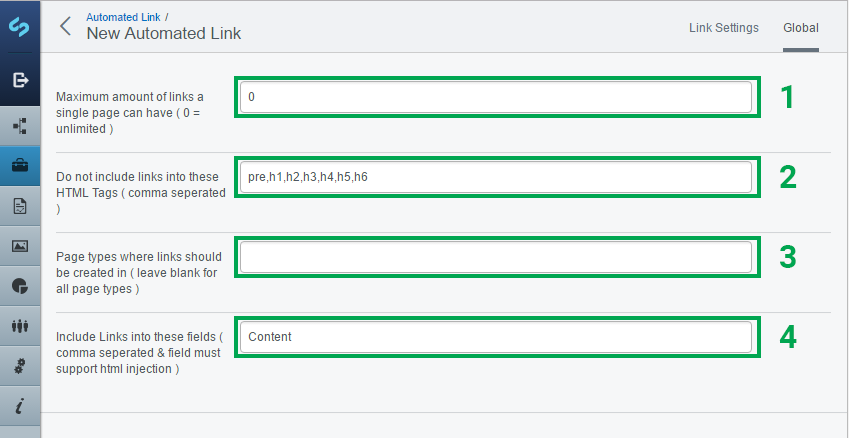 Automated Link /
New Automated Link
Link Settings
Global
Maximum amount of links a
single page can have ( 0 =
unlimited )
0
1
Do not include links into these
HTML Tags ( comma seperated
)
pre,h1,h2,h3,h4,h5,h6
2
Page types where links should
be created in ( leave blank for
all page types )
3
Include Links into these fields (
comma seperated & field must
support html injection )
Content
4